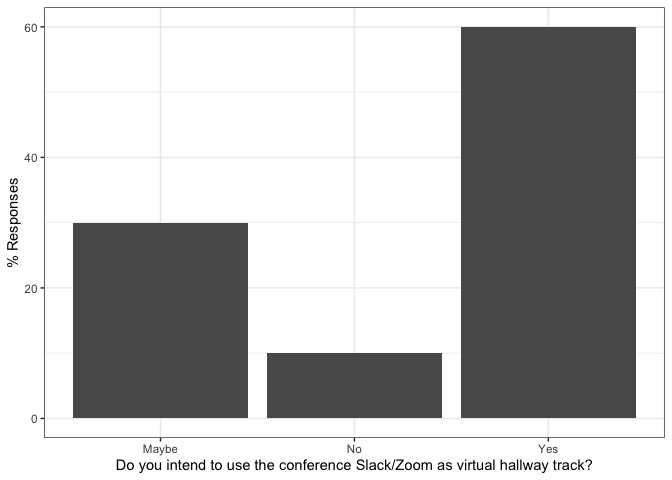 60
40
20
0
% Responses
Maybe No Yes
Do you intend to use the conference Slack/Zoom as virtual hallway track?